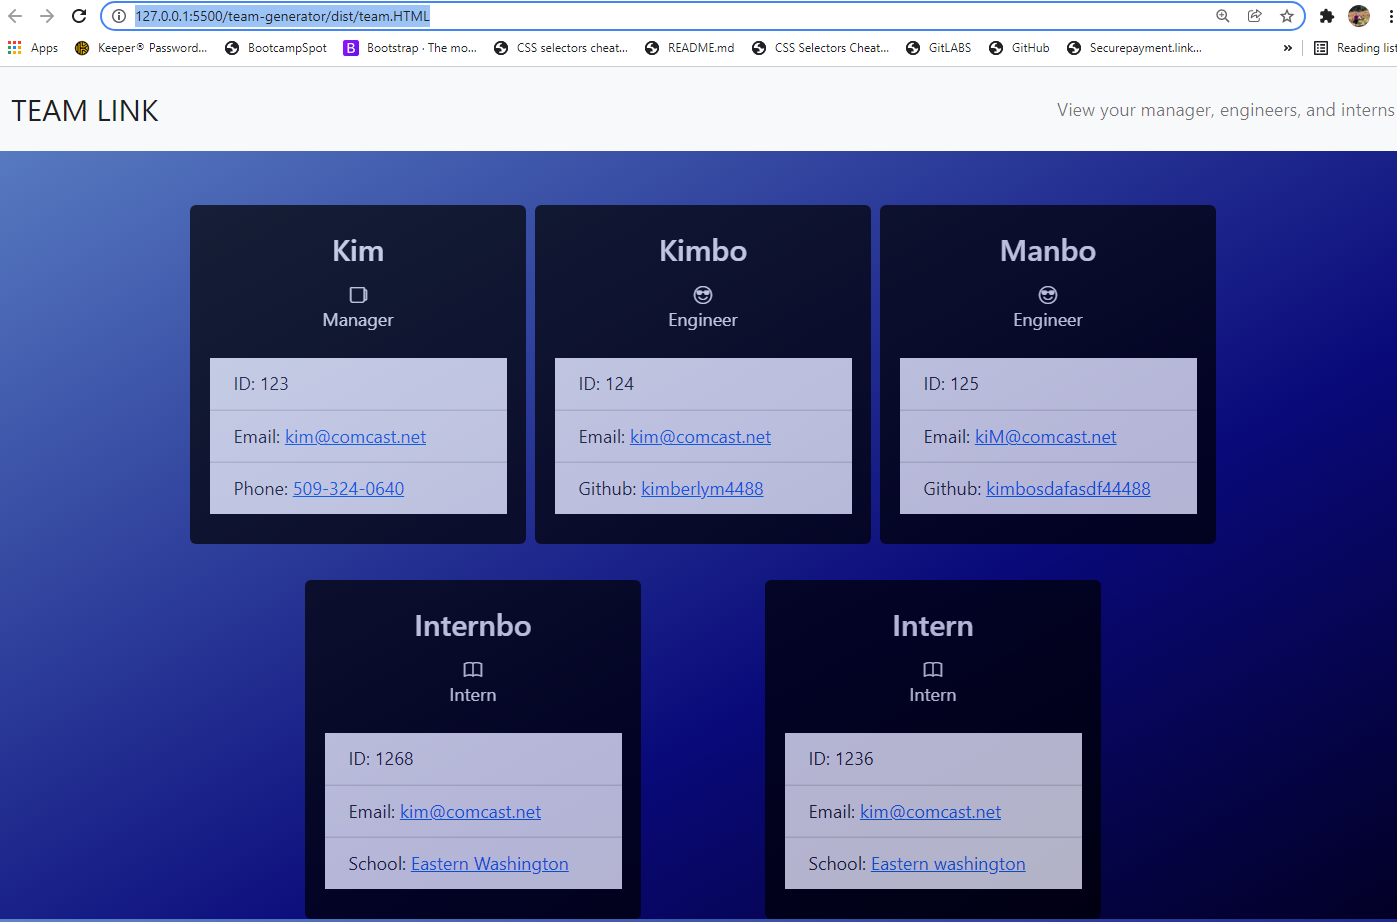 127.0.0.1:5500/team-generator/dist/team.HTML
Apps Keeper® Password... BootcampSpot Bootstrap · The mo... CSS selectors cheat... README.md CSS Selectors Cheat... GitLABS GitHub Securepayment.link... » Reading list
TEAM LINK View your manager, engineers, and interns
Kim Kimbo Manbo
Manager Engineer Engineer
ID: 123 ID: 124 ID: 125
Email: kim@comcast.net Email: kim@comcast.net Email: kiM@comcast.net
Phone: 509-324-0640 Github: kimberlym4488 Github: kimbosdafasdf44488
Internbo Intern
Intern Intern
ID: 1268 ID: 1236
Email: kim@comcast.net Email: kim@comcast.net
School: Eastern Washington School: Eastern washington